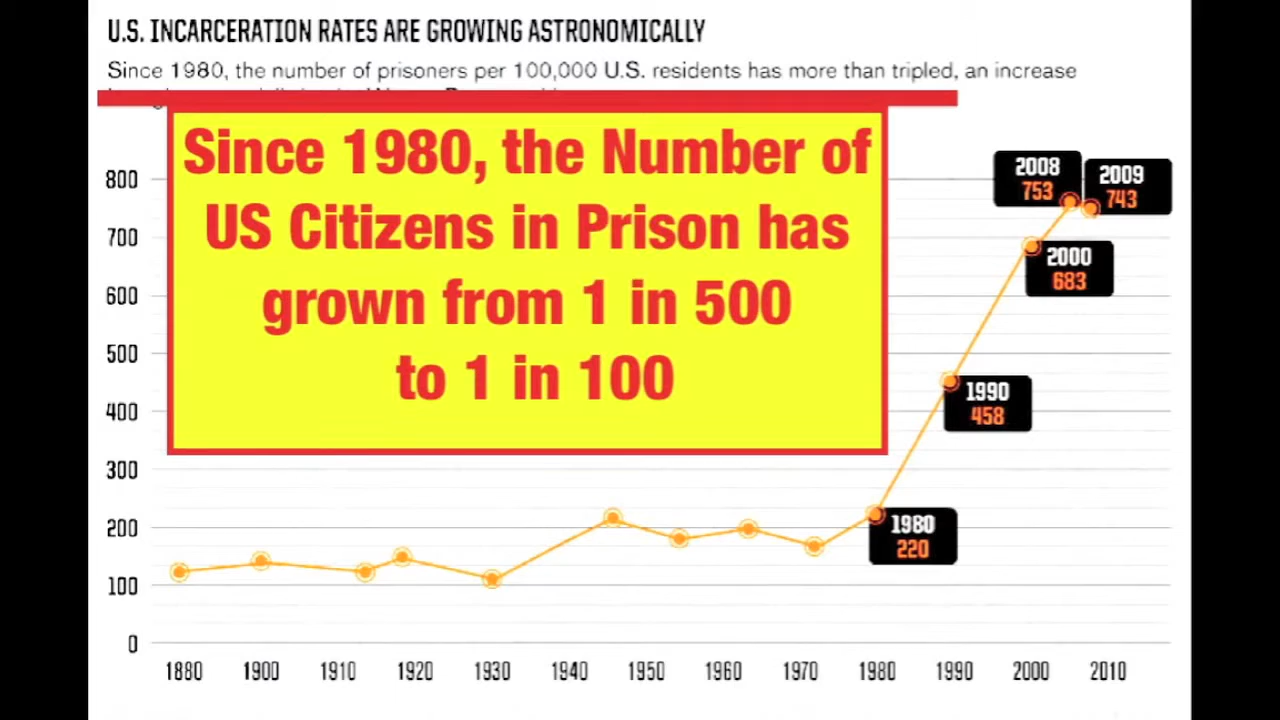 U.S. INCARCERATION RATES ARE GROWING ASTRONOMICALLY
Since 1980, the number of prisoners per 100,000 U.S. residents has more than tripled, an increase
Since 1980, the Number of
US Citizens in Prison has
grown from 1 in 500
to 1 in 100
800
700
600
500
400
300
200
100
0
2008
753
2009
743
2000
683
1990
458
1980
220
1880 1900 1910 1920 1930 1940 1950 1960 1970 1980 1990 2000 2010